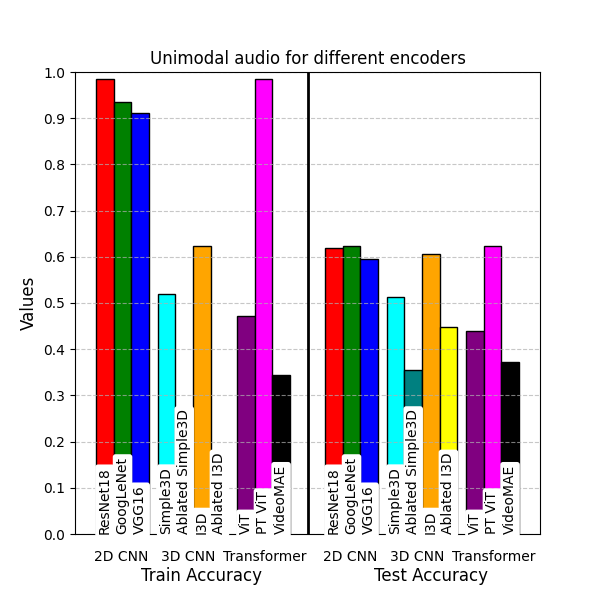 Unimodal audio for different encoders
Values
1.0
0.9
0.8
0.7
0.6
0.5
0.4
0.3
0.2
0.1
0.0
ResNet18
GoogLeNet
VGG16
Simple3D
Ablated Simple3D
I3D
Ablated I3D
ViT
PT ViT
VideoMAE
ResNet18
GoogLeNet
VGG16
Simple3D
Ablated Simple3D
I3D
Ablated I3D
ViT
PT ViT
VideoMAE
2D CNN 3D CNN Transformer 2D CNN 3D CNN Transformer
Train Accuracy Test Accuracy